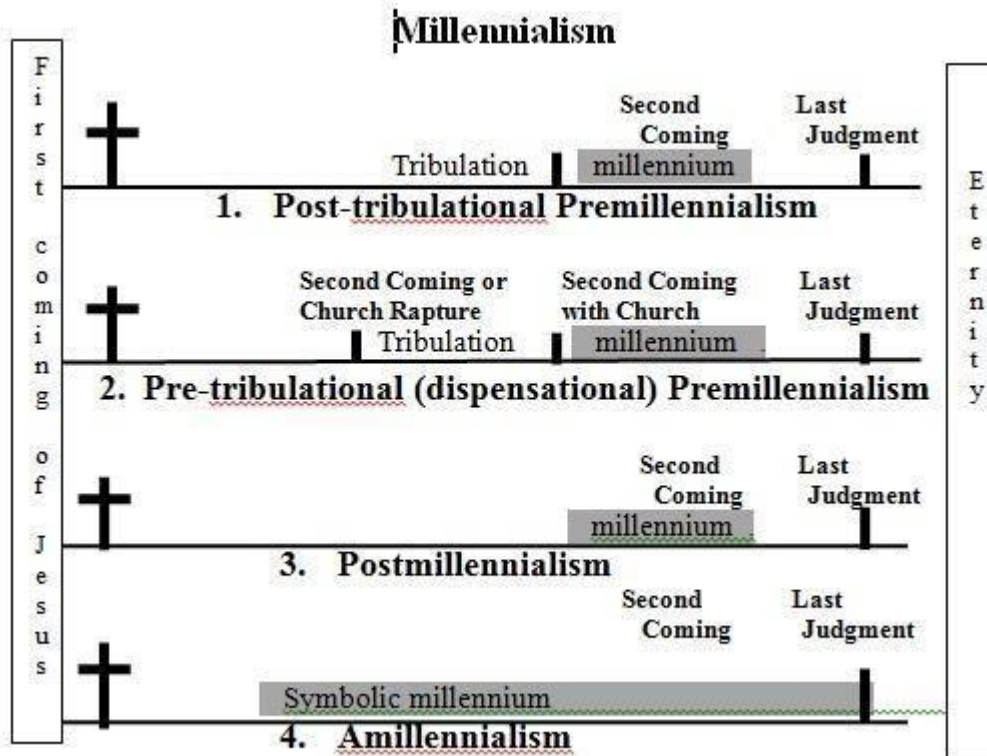 Millennialism
First coming of Jesus
Second Last
Coming Judgment
Tribulation millennium
1. Post-tribulational Premillennialism
Second Coming or Second Coming Last
Church Rapture with Church Judgment
Tribulation millennium
2. Pre-tribulational (dispensational) Premillennialism
Second Last
Coming Judgment
millennium
3. Postmillennialism
Second Last
Coming Judgment
Symbolic millennium
4. Amillennialism
Eternity